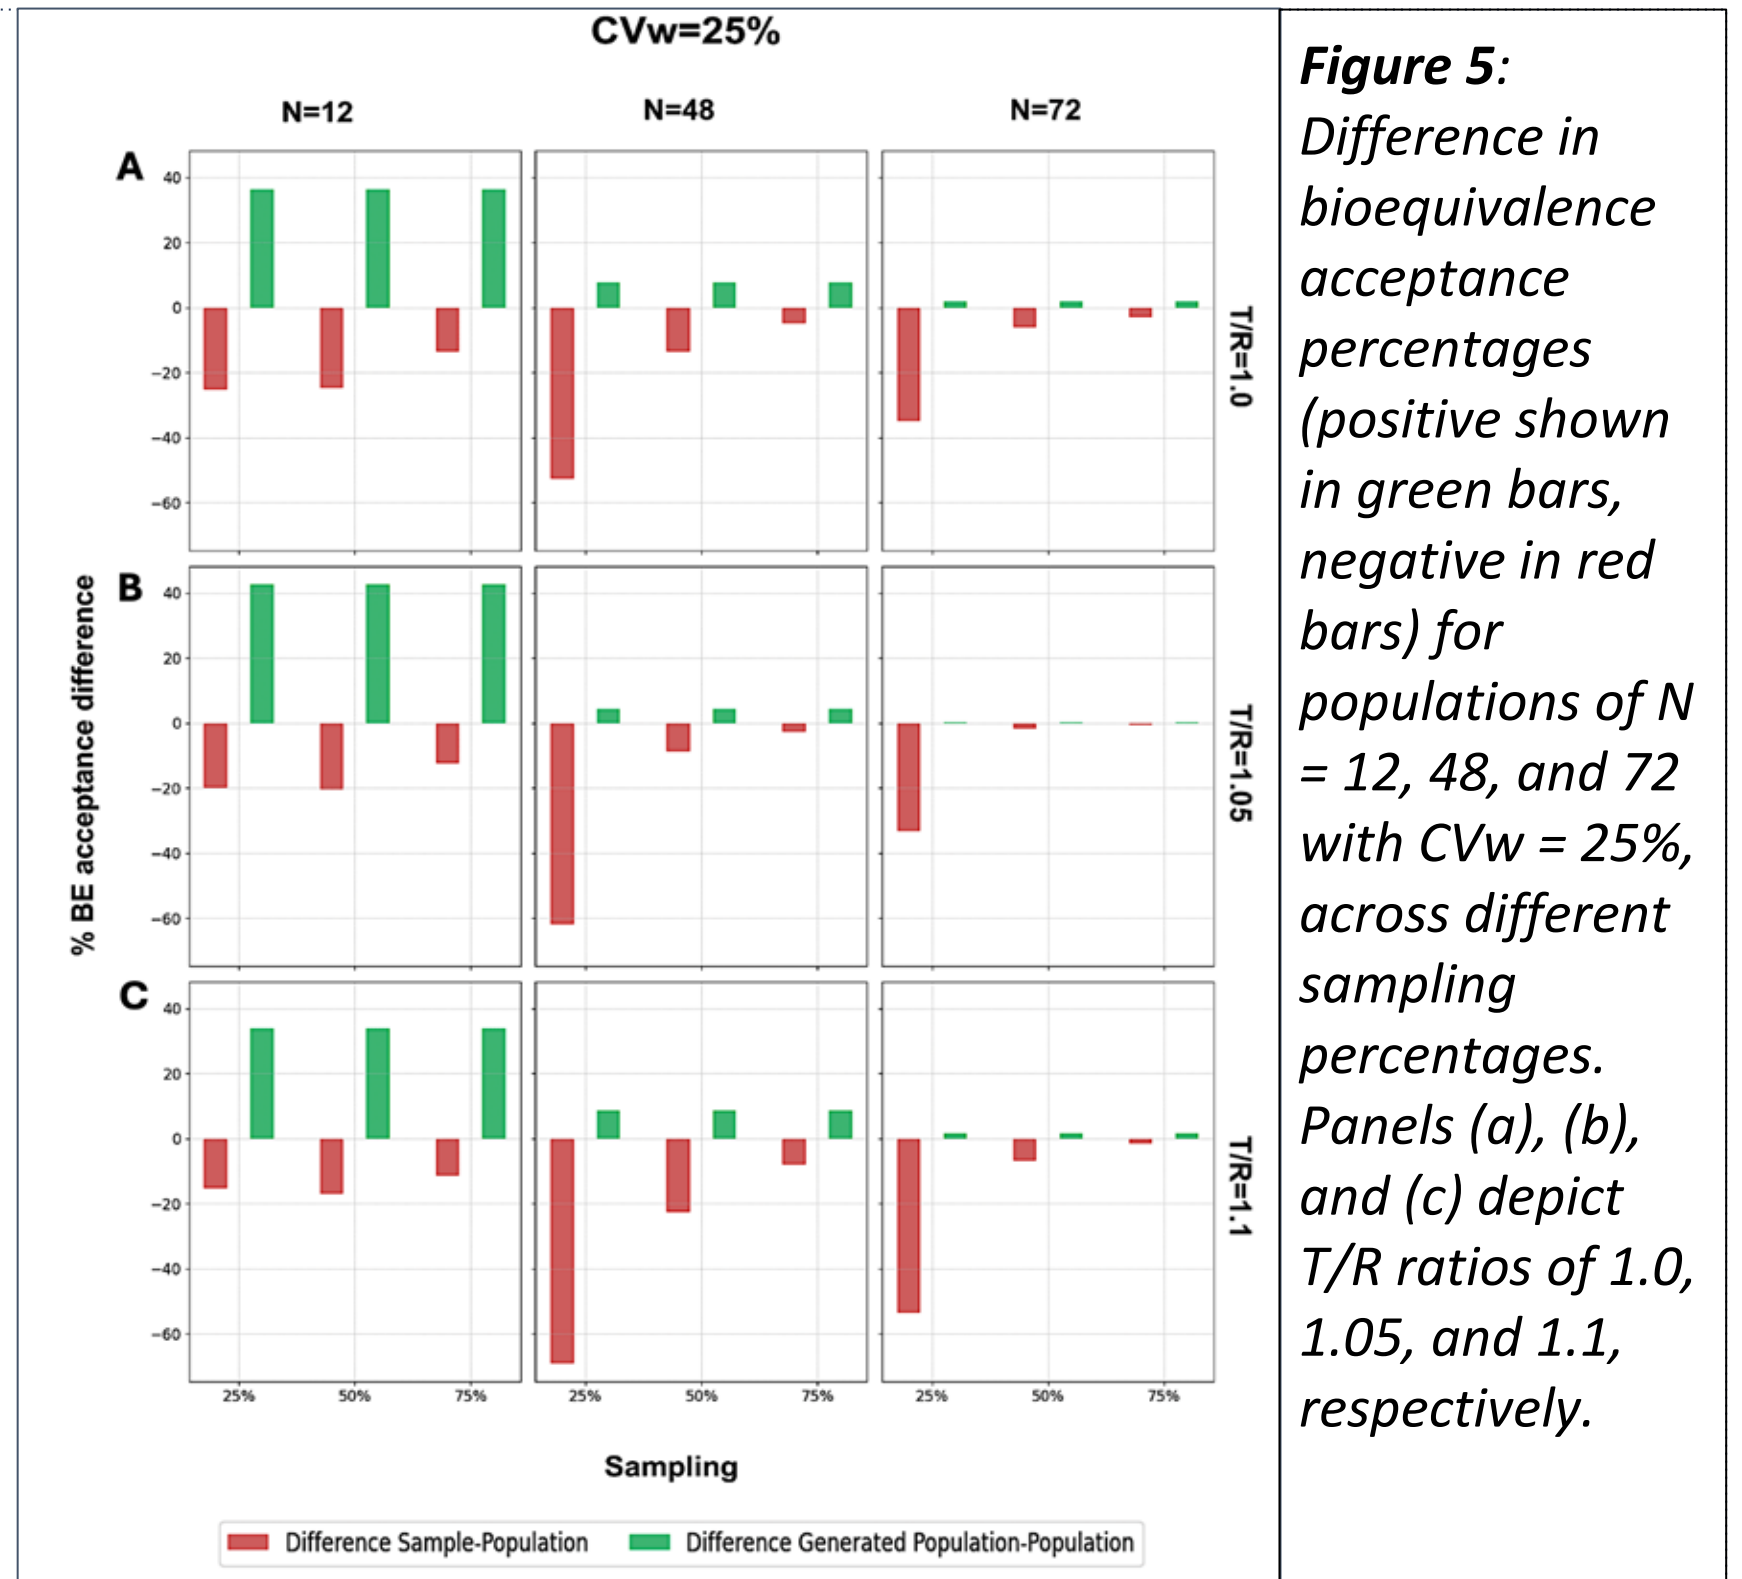 CVw=25%
N=12
N=48
N=72
A
40
20
0
−20
−40
−60
T/R=1.0
% BE acceptance difference
B
40
20
0
−20
−40
−60
T/R=1.05
C
40
20
0
−20
−40
−60
T/R=1.1
25%
50%
75%
25%
50%
75%
25%
50%
75%
Sampling
Difference Sample-Population
Difference Generated Population-Population
Figure 5:
Difference in
bioequivalence
acceptance
percentages
(positive shown
in green bars,
negative in red
bars) for
populations of N
= 12, 48, and 72
with CVw = 25%,
across different
sampling
percentages.
Panels (a), (b),
and (c) depict
T/R ratios of 1.0,
1.05, and 1.1,
respectively.